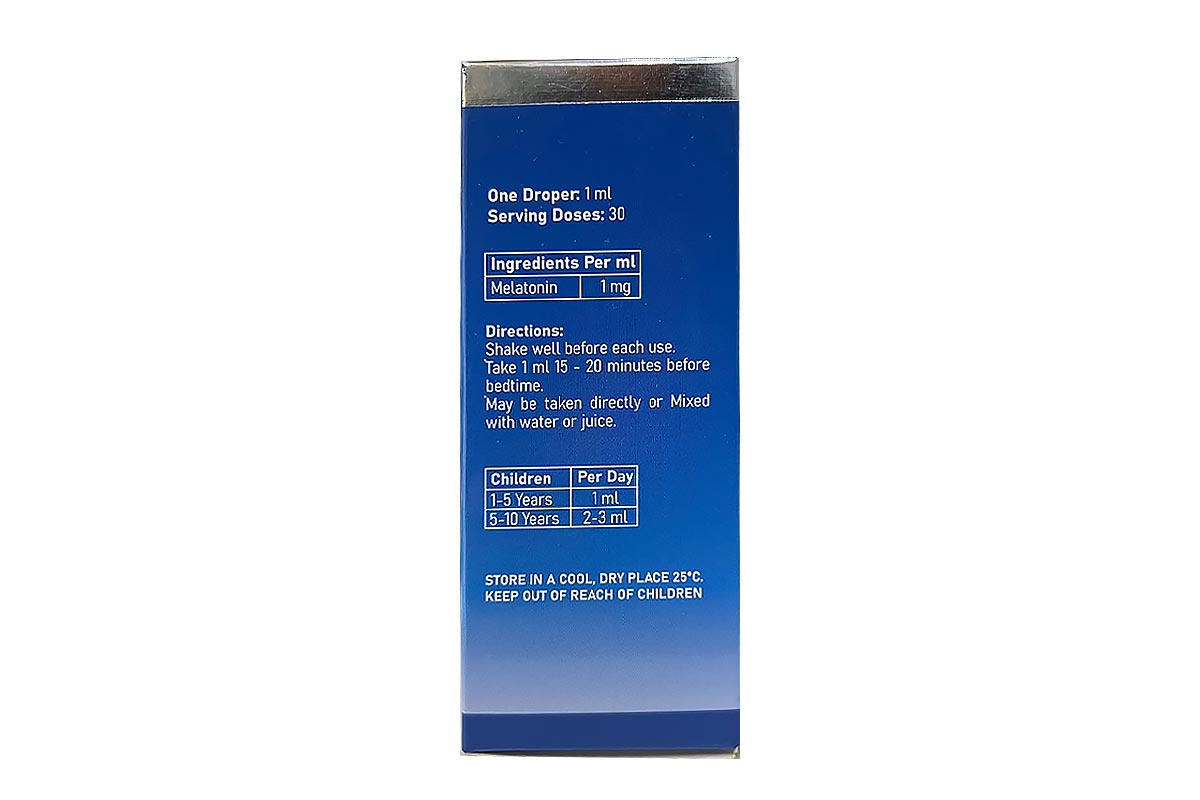 One Droper: 1 ml
Serving Doses: 30
Ingredients Per ml
Melatonin 1 mg
Directions:
Shake well before each use.
Take 1 ml 15 - 20 minutes before
bedtime.
May be taken directly or Mixed
with water or juice.
Children Per Day
1-5 Years 1 ml
5-10 Years 2-3 ml
STORE IN A COOL, DRY PLACE 25°C.
KEEP OUT OF REACH OF CHILDREN